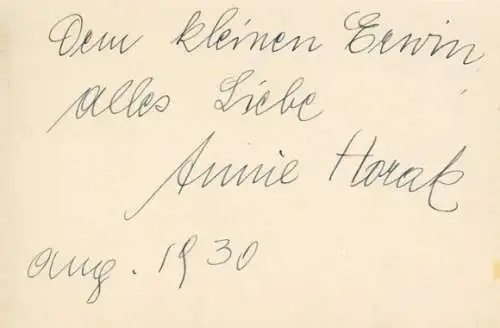 Dem kleinen Erwin
alles Liebe
Annie Horak
Aug. 1930